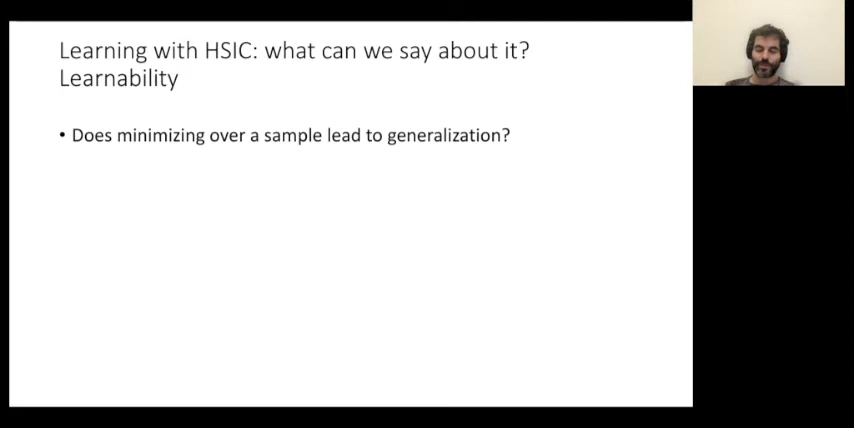 Learning with HSIC: what can we say about it?
Learnability
• Does minimizing over a sample lead to generalization?